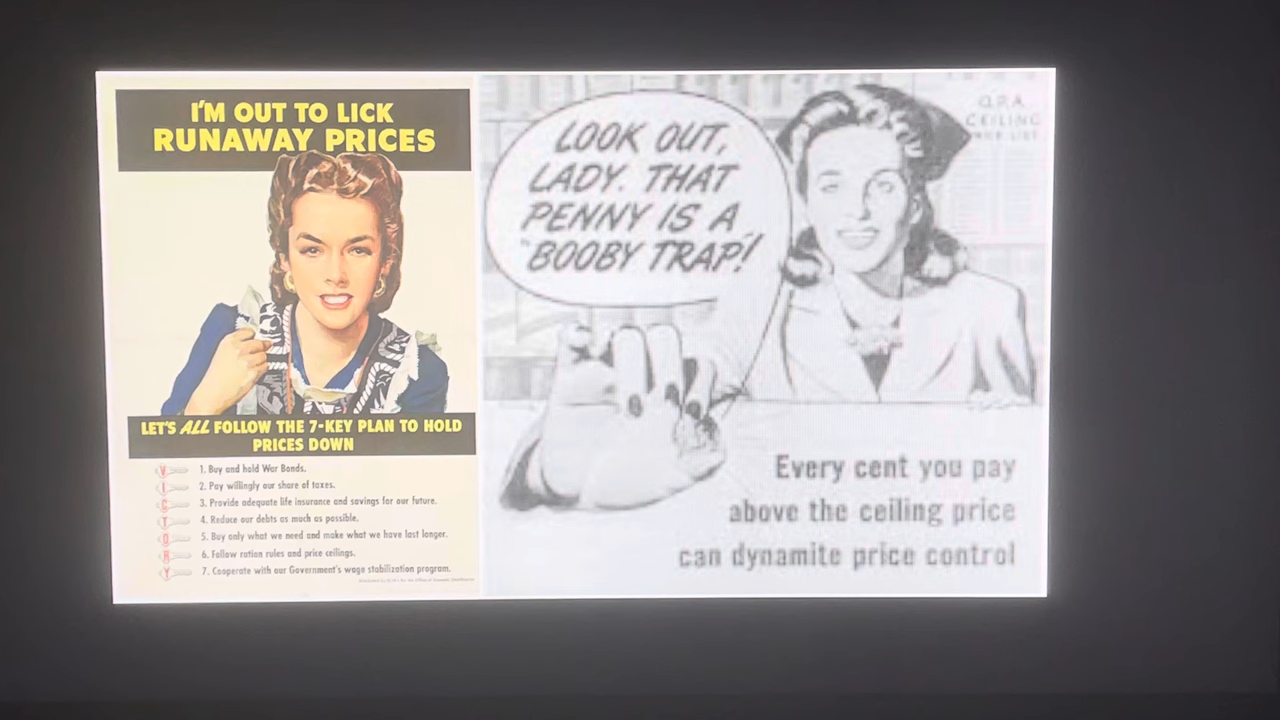 I'M OUT TO LICK
RUNAWAY PRICES
LET'S ALL FOLLOW THE 7-KEY PLAN TO HOLD
PRICES DOWN
V 1. Buy and hold War Bonds.
I 2. Pay willingly our share of taxes.
C 3. Provide adequate life insurance and savings for our future.
T 4. Reduce our debts as much as possible.
O 5. Buy only what we need and make what we have last longer.
R 6. Follow ration rules and price ceilings.
Y 7. Cooperate with our Government's wage stabilization program.
LOOK OUT,
LADY. THAT
PENNY IS A
"BOOBY TRAP"!
O.P.A.
CEILING
PRICE LIST
Every cent you pay
above the ceiling price
can dynamite price control